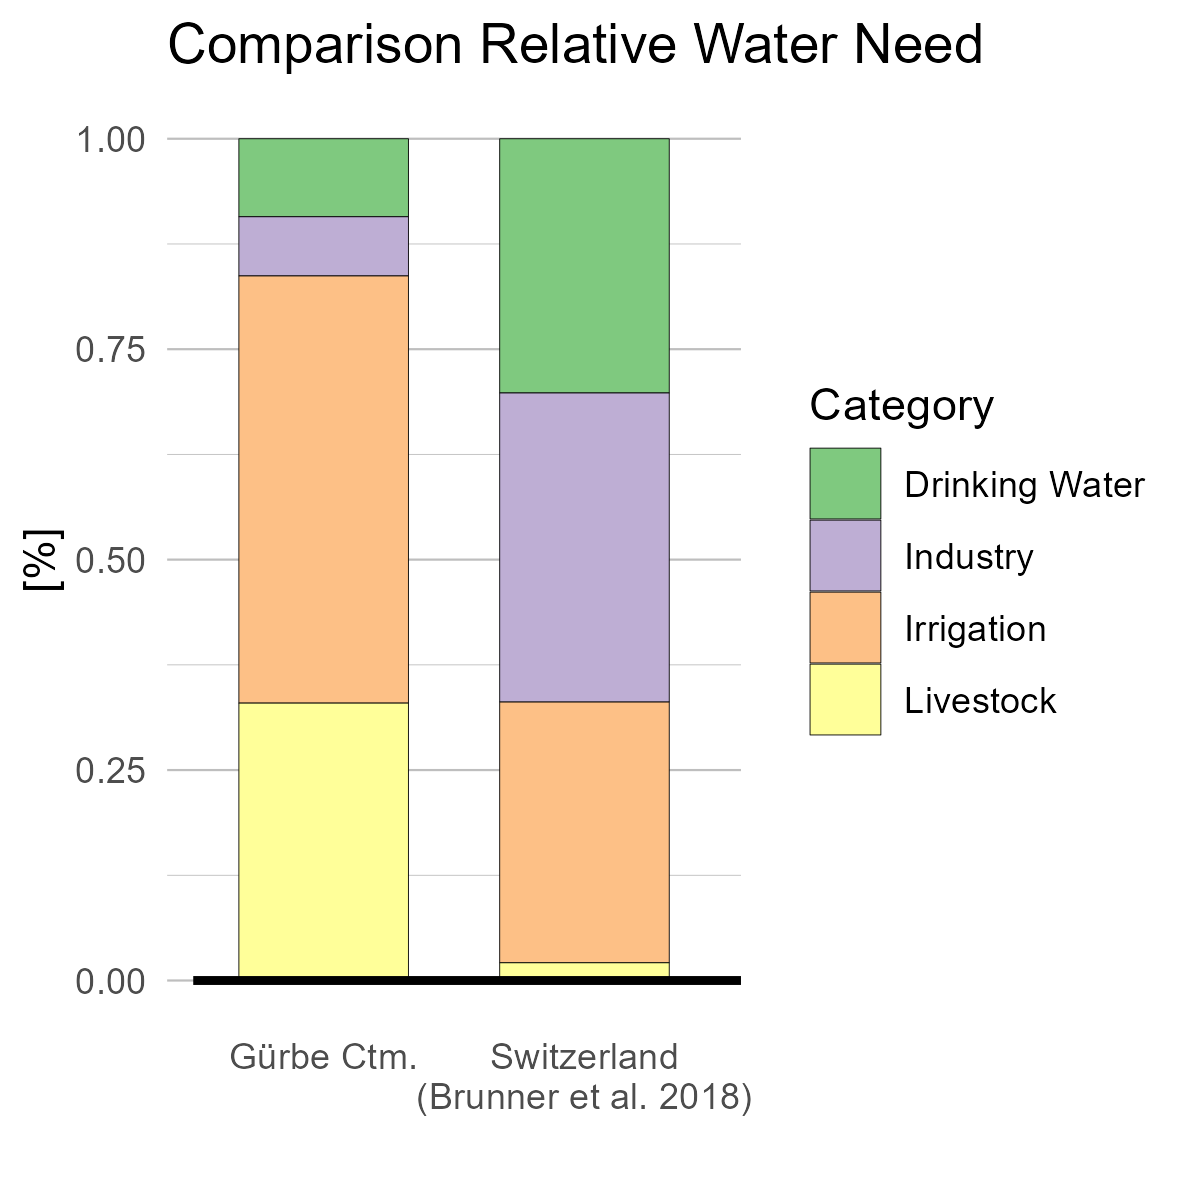 Comparison Relative Water Need
1.00
0.75
0.50
0.25
0.00
[%]
Gürbe Ctm.
Switzerland
(Brunner et al. 2018)
Category
Drinking Water
Industry
Irrigation
Livestock